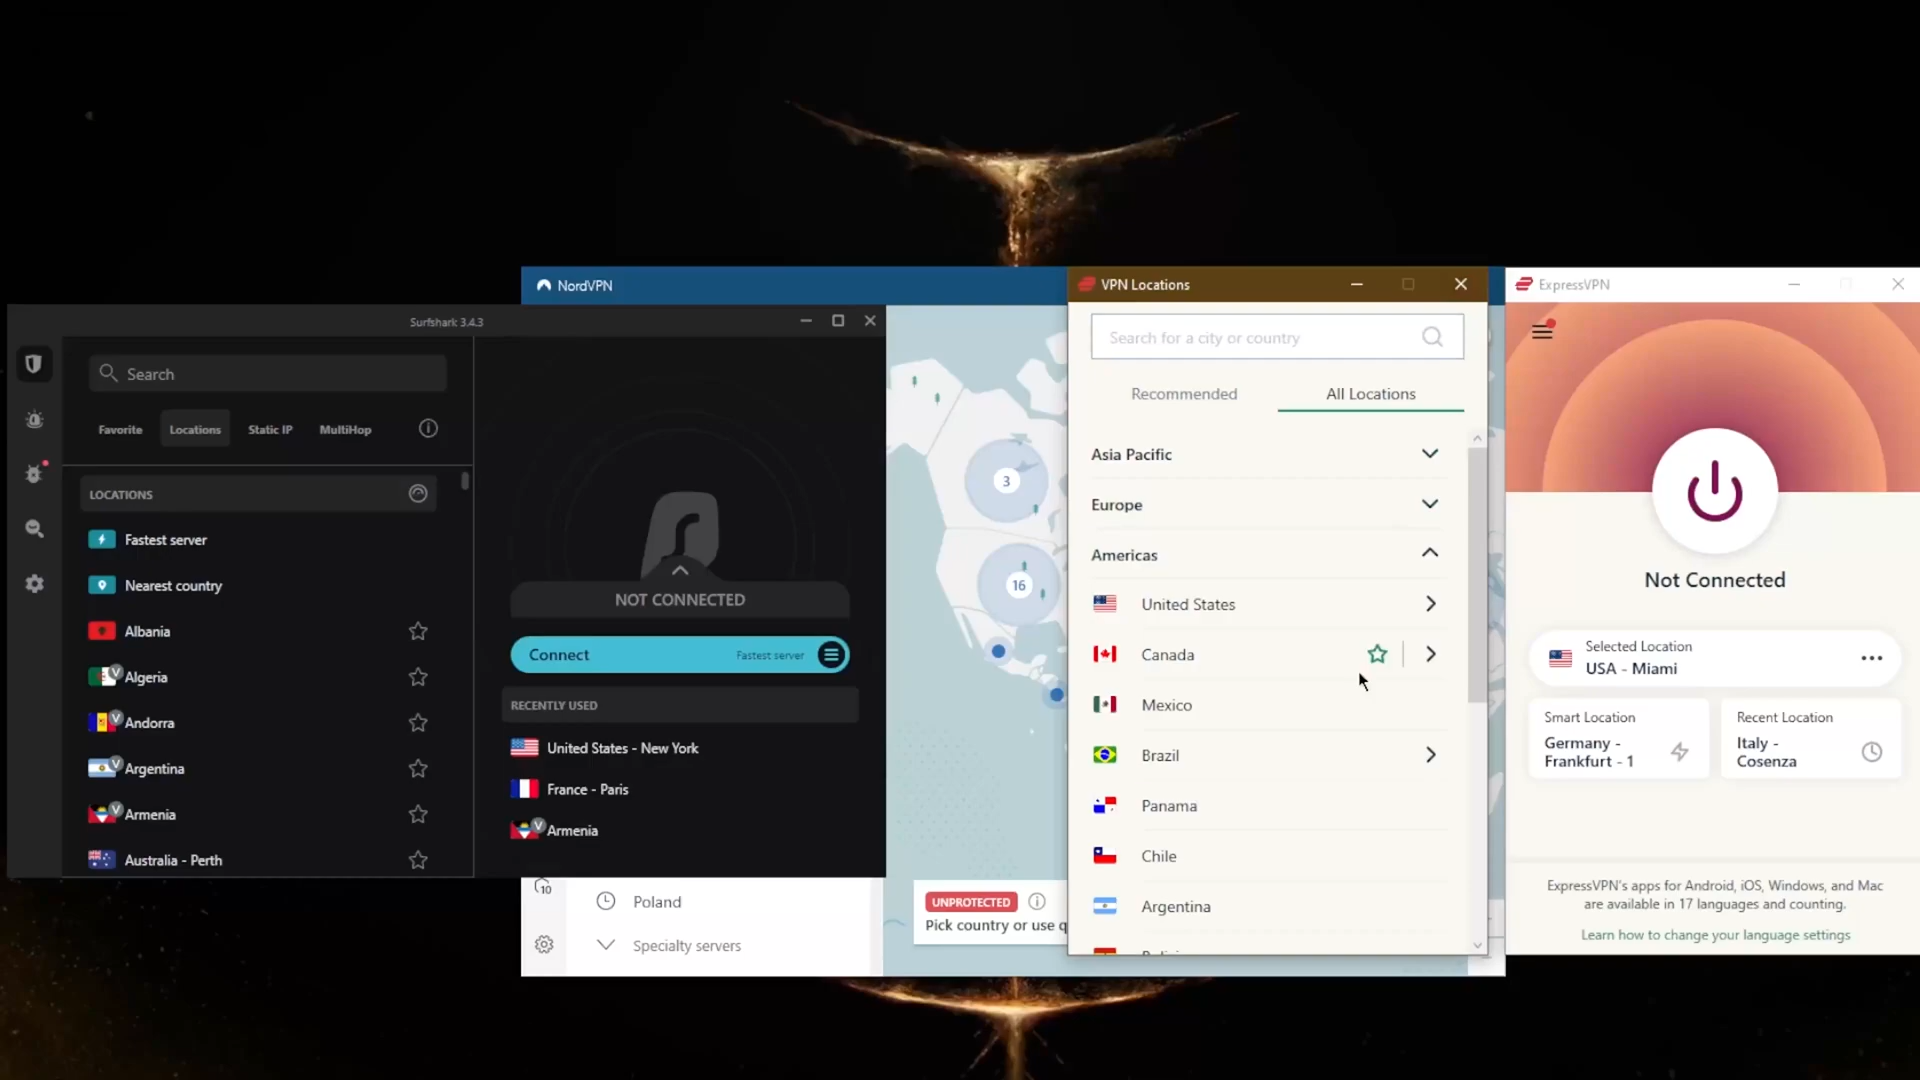 NordVPN
Surfshark 3.4.3
Search
Favorite
Locations
Static IP
MultiHop
LOCATIONS
Fastest server
Nearest country
Albania
V
Algeria
V
Andorra
V
Argentina
V
Armenia
Australia - Perth
NOT CONNECTED
Connect
Fastest server
RECENTLY USED
United States - New York
France - Paris
V
Armenia
10
Poland
Specialty servers
3
16
UNPROTECTED
Pick country or use q
VPN Locations
Search for a city or country
Recommended
All Locations
Asia Pacific
Europe
Americas
United States
Canada
Mexico
Brazil
Panama
Chile
Argentina
ExpressVPN
Not Connected
Selected Location
USA - Miami
Smart Location
Germany -
Frankfurt - 1
Recent Location
Italy -
Cosenza
ExpressVPN's apps for Android, iOS, Windows, and Mac
are available in 17 languages and counting.
Learn how to change your language settings